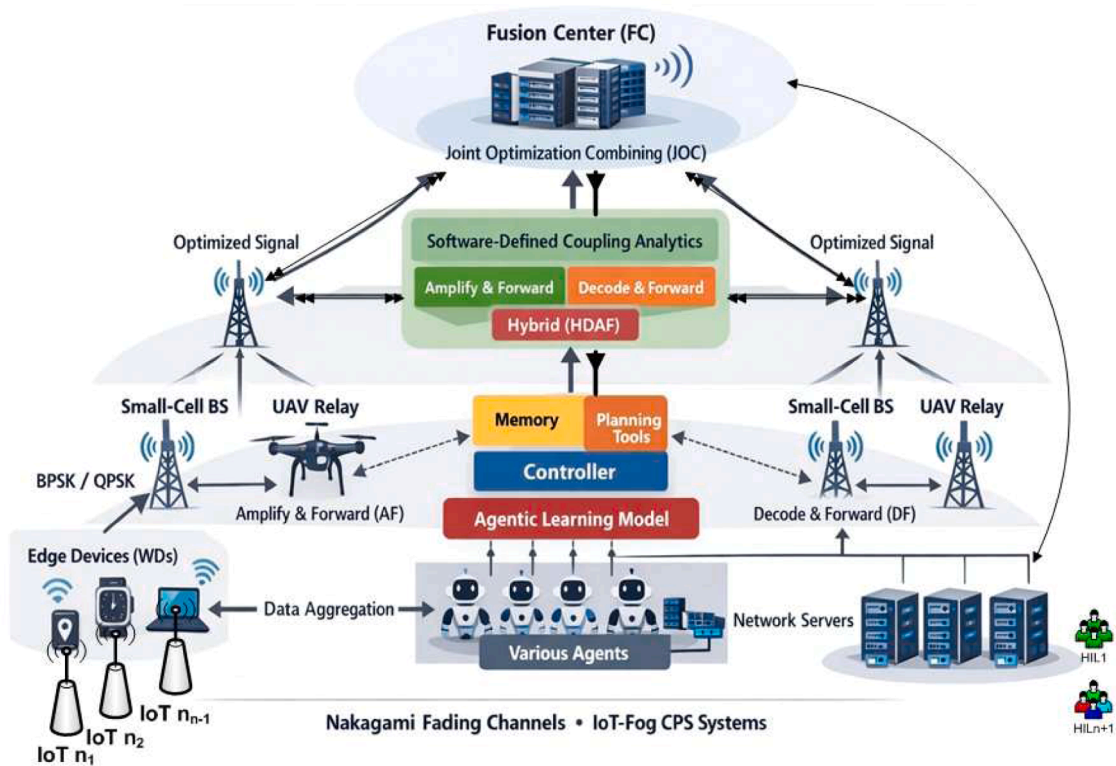 Fusion Center (FC)
Joint Optimization Combining (JOC)
Optimized Signal
Software-Defined Coupling Analytics
Optimized Signal
Amplify & Forward
Decode & Forward
Hybrid (HDAF)
Small-Cell BS
UAV Relay
Memory
Planning
Tools
Small-Cell BS
UAV Relay
BPSK / QPSK
Controller
Amplify & Forward (AF)
Agentic Learning Model
Decode & Forward (DF)
Edge Devices (WDs)
Data Aggregation
Network Servers
Various Agents
HIL1
IoT n1
IoT n2
IoT nn-1
Nakagami Fading Channels • IoT-Fog CPS Systems
HILn+1